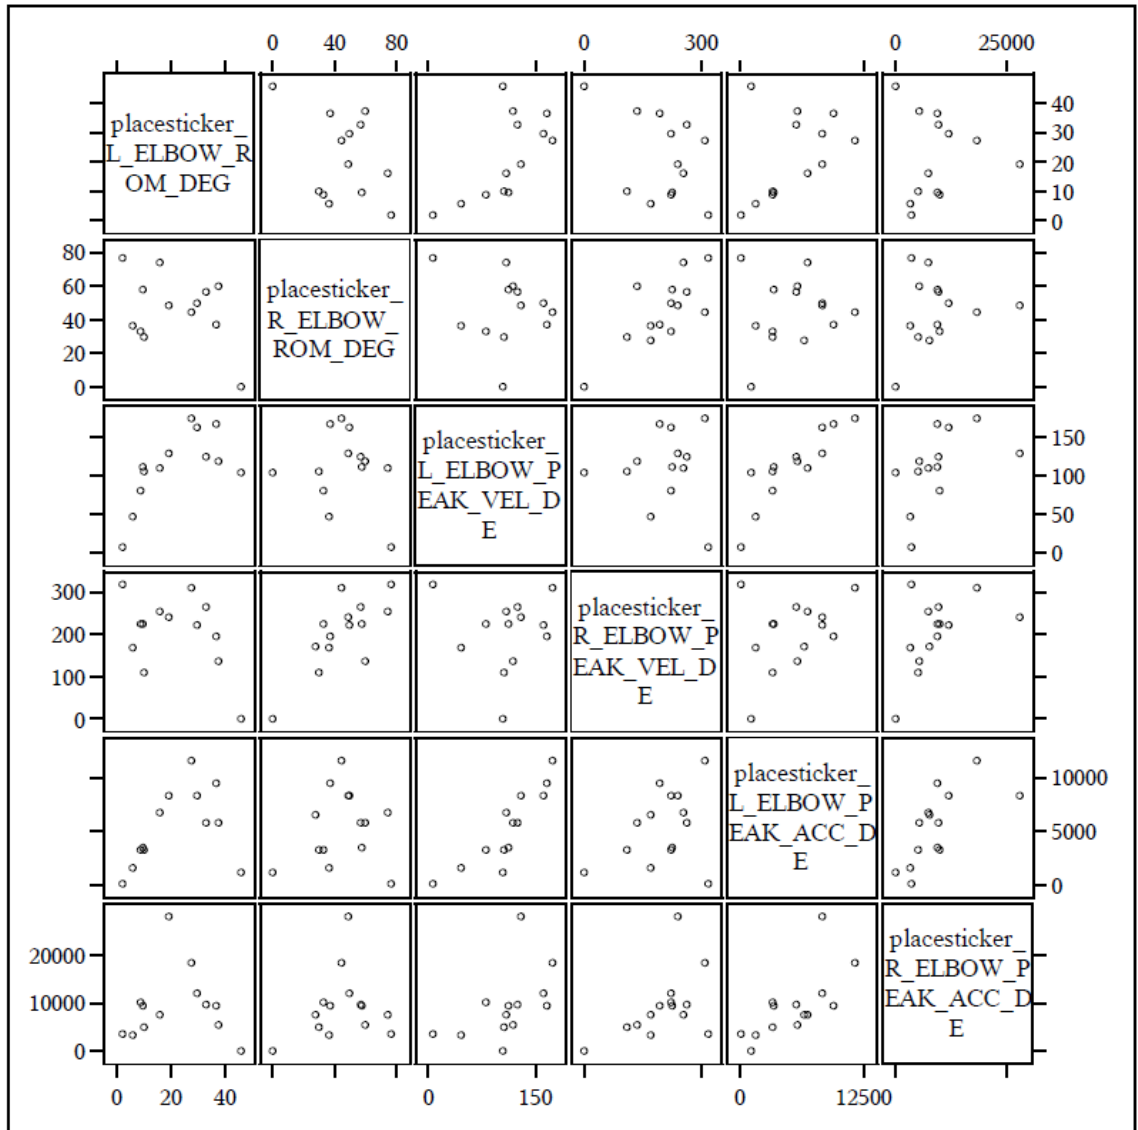 0 40 80 0 300 0 25000
placesticker_
L_ELBOW_R
OM_DEG
40
30
20
10
0
80
60
40
20
0
placesticker_
R_ELBOW_
ROM_DEG
placesticker_
L_ELBOW_P
EAK_VEL_D
E
150
100
50
0
300
200
100
0
placesticker_
R_ELBOW_P
EAK_VEL_D
E
placesticker_
L_ELBOW_P
EAK_ACC_D
E
10000
5000
0
20000
10000
0
placesticker_
R_ELBOW_P
EAK_ACC_D
E
0 20 40 0 150 0 12500